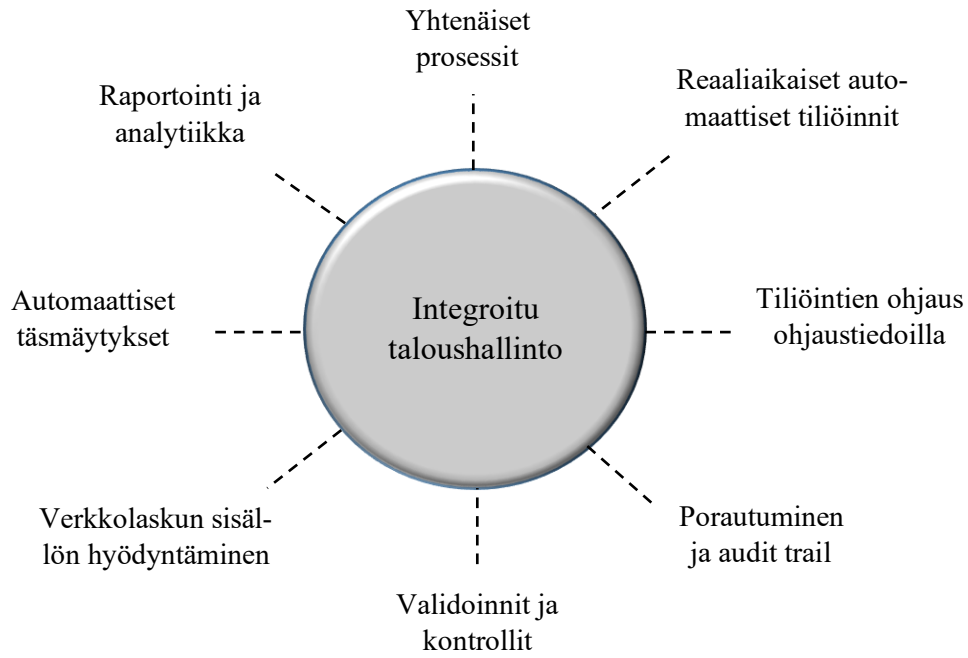 Yhtenäiset
prosessit
Reaaliaikaiset auto-
maattiset tiliöinnit
Raportointi ja
analytiikka
Automaattiset
täsmäytykset
Integroitu
taloushallinto
Tiliöintien ohjaus
ohjaustiedoilla
Verkkolaskun sisäl-
lön hyödyntäminen
Porautuminen
ja audit trail
Validoinnit ja
kontrollit